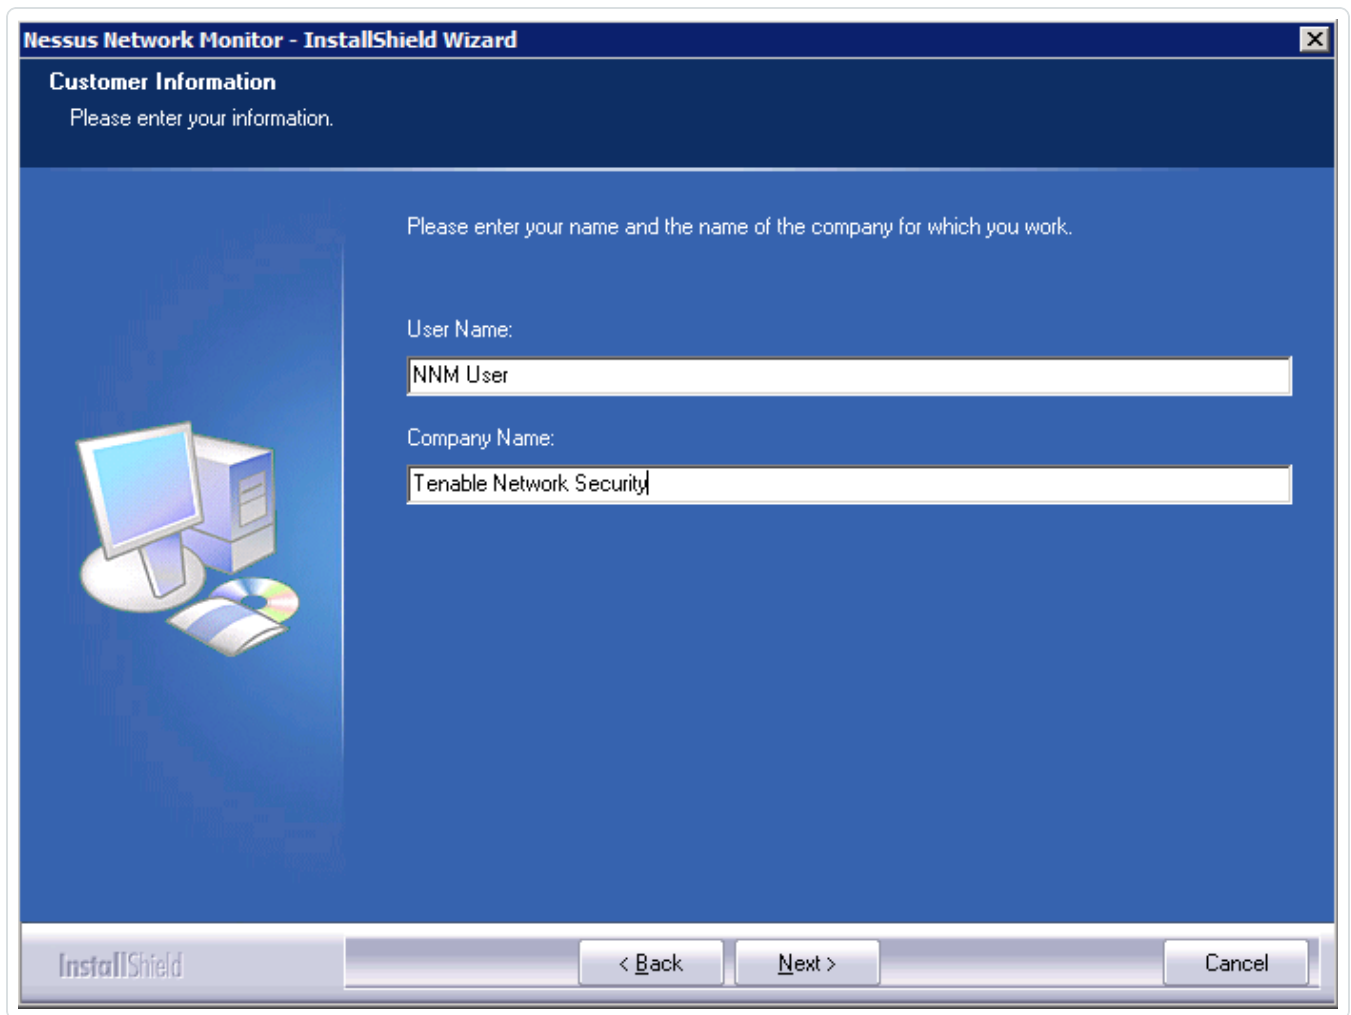 Nessus Network Monitor - InstallShield Wizard
Customer Information
Please enter your information.
Please enter your name and the name of the company for which you work.
User Name:
NNM User
Company Name:
Tenable Network Security
InstallShield
< Back
Next >
Cancel